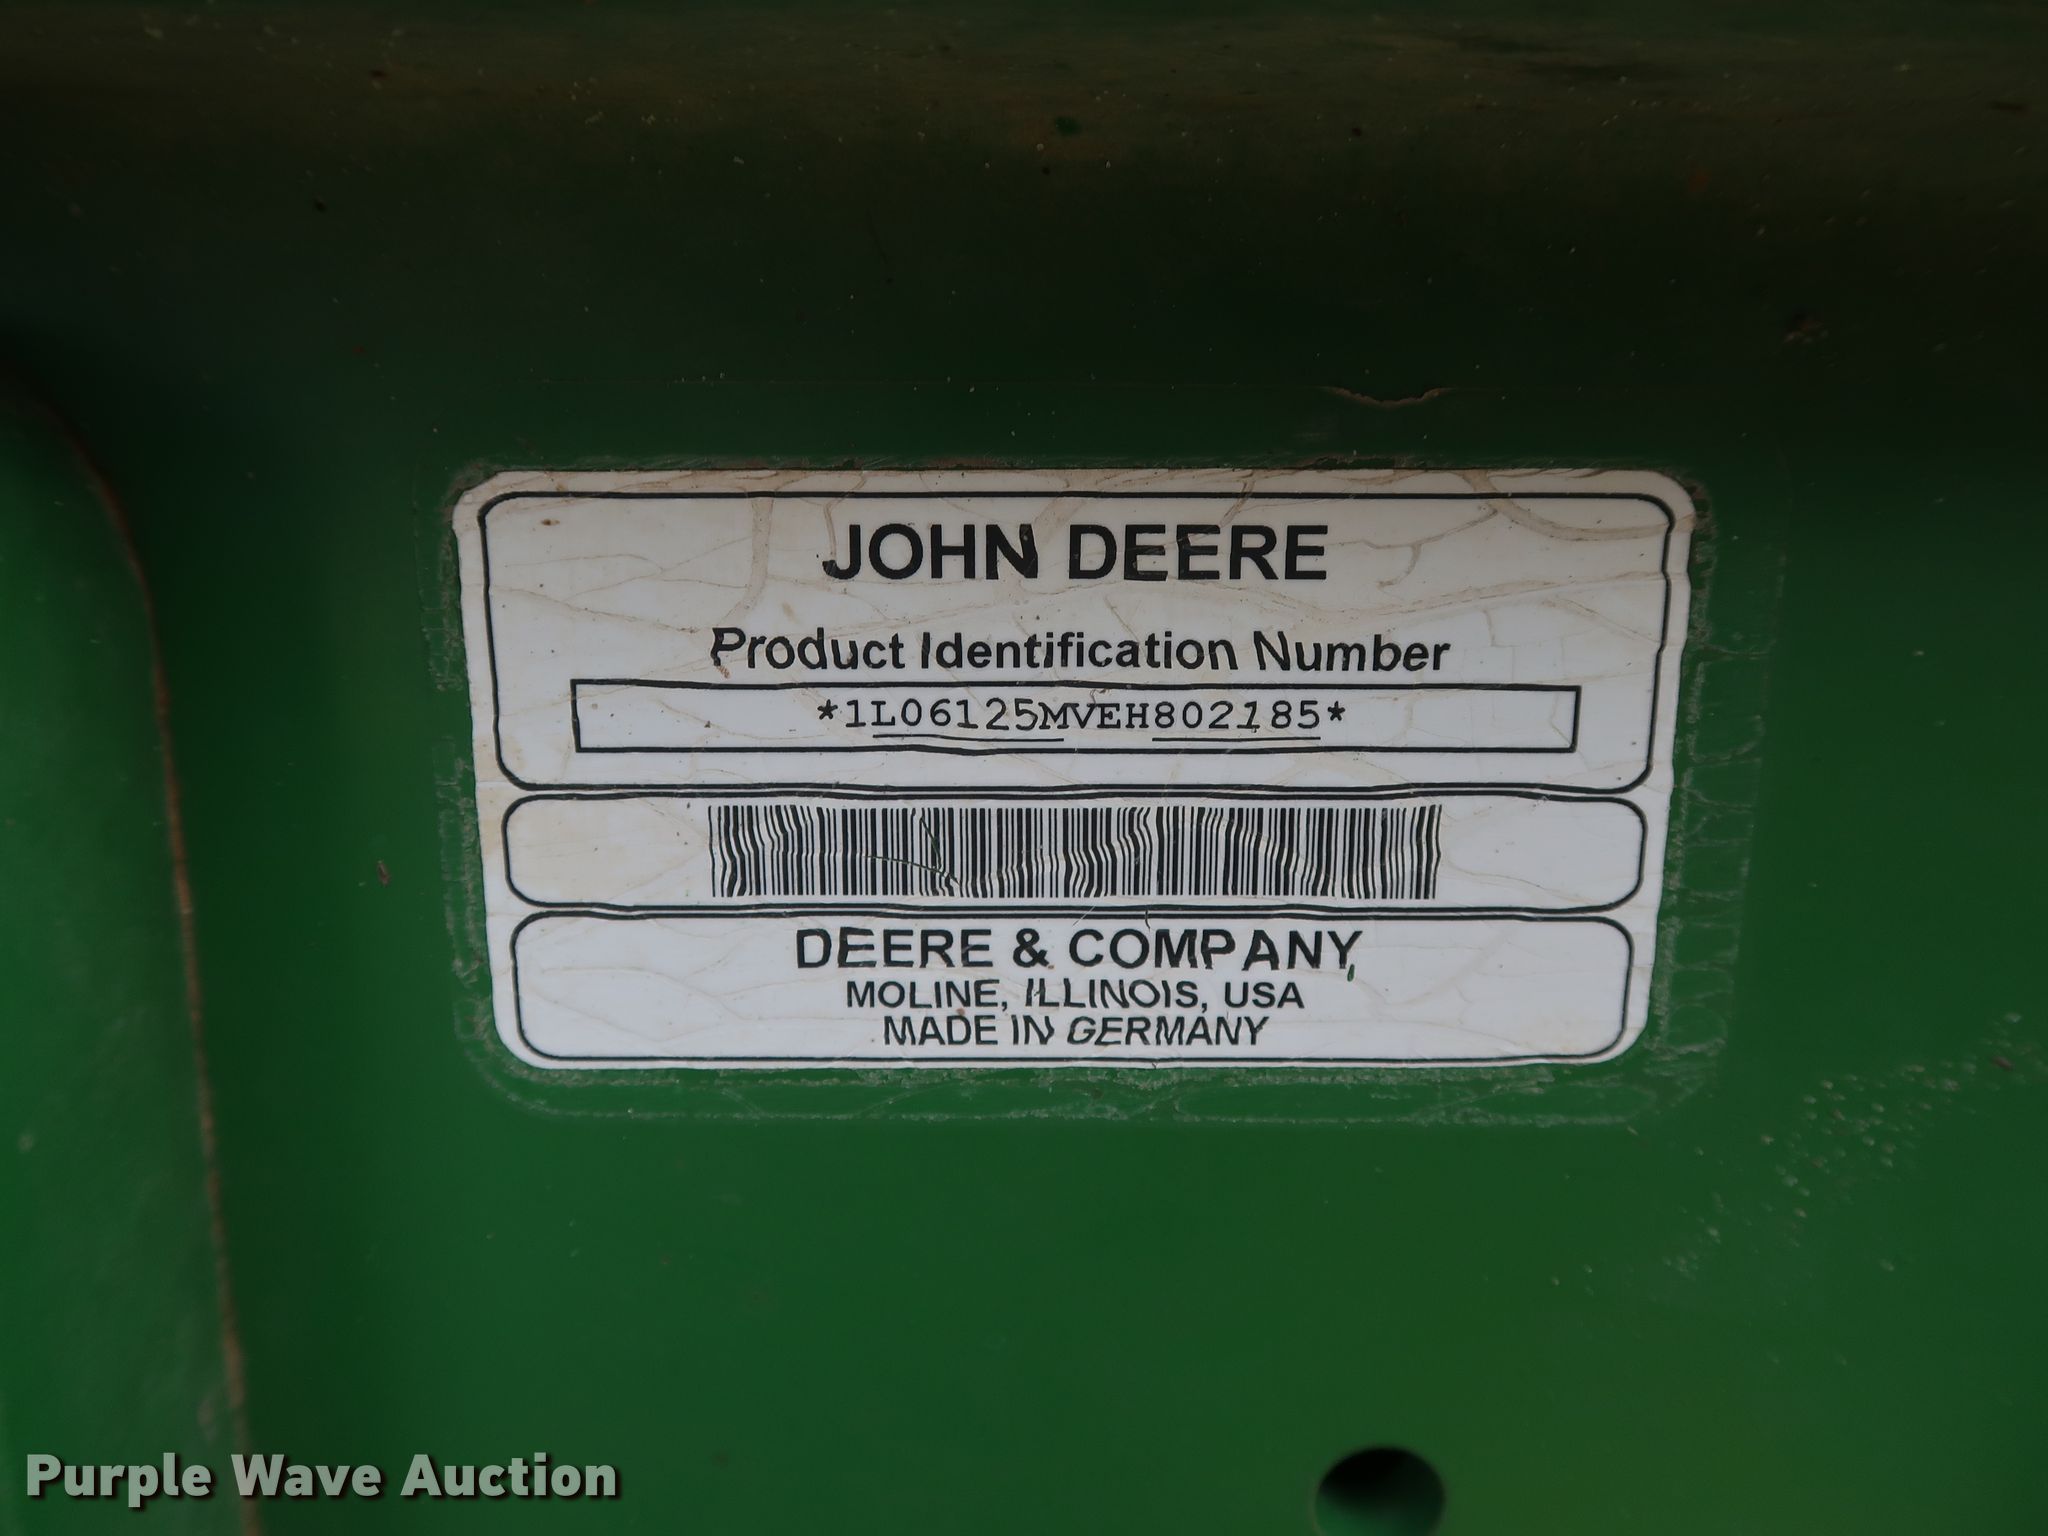 JOHN DEERE
Product Identification Number
*1L06125MVEH802185*
DEERE & COMPANY
MOLINE, ILLINOIS, USA
MADE IN GERMANY
Purple Wave Auction